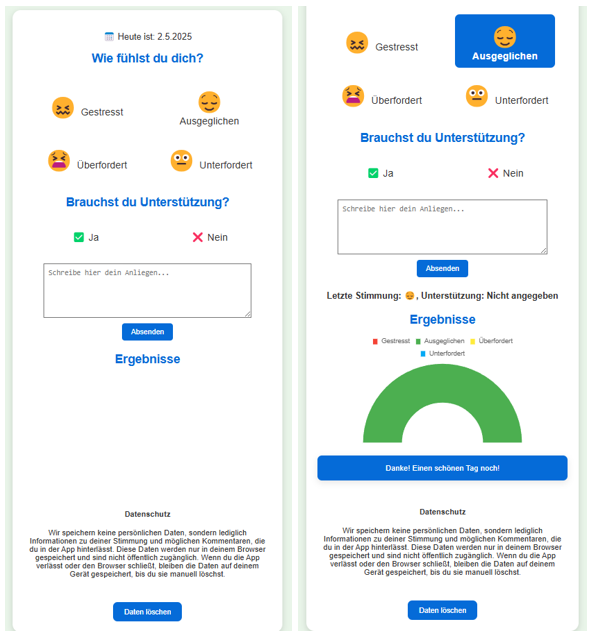 Heute ist: 2.5.2025
Wie fühlst du dich?
Gestresst
Ausgeglichen
Überfordert
Unterfordert
Brauchst du Unterstützung?
Ja
Nein
Schreibe hier dein Anliegen...
Absenden
Ergebnisse
Datenschutz
Wir speichern keine persönlichen Daten, sondern lediglich
Informationen zu deiner Stimmung und möglichen Kommentaren, die
du in der App hinterlässt. Diese Daten werden nur in deinem Browser
gespeichert und sind nicht öffentlich zugänglich. Wenn du die App
verlässt oder den Browser schließt, bleiben die Daten auf deinem
Gerät gespeichert, bis du sie manuell löschst.
Daten löschen
Gestresst
Ausgeglichen
Überfordert
Unterfordert
Brauchst du Unterstützung?
Ja
Nein
Schreibe hier dein Anliegen...
Absenden
Letzte Stimmung: 😌, Unterstützung: Nicht angegeben
Ergebnisse
Gestresst Ausgeglichen Überfordert
Unterfordert
Danke! Einen schönen Tag noch!
Datenschutz
Wir speichern keine persönlichen Daten, sondern lediglich
Informationen zu deiner Stimmung und möglichen Kommentaren, die
du in der App hinterlässt. Diese Daten werden nur in deinem Browser
gespeichert und sind nicht öffentlich zugänglich. Wenn du die App
verlässt oder den Browser schließt, bleiben die Daten auf deinem
Gerät gespeichert, bis du sie manuell löschst.
Daten löschen